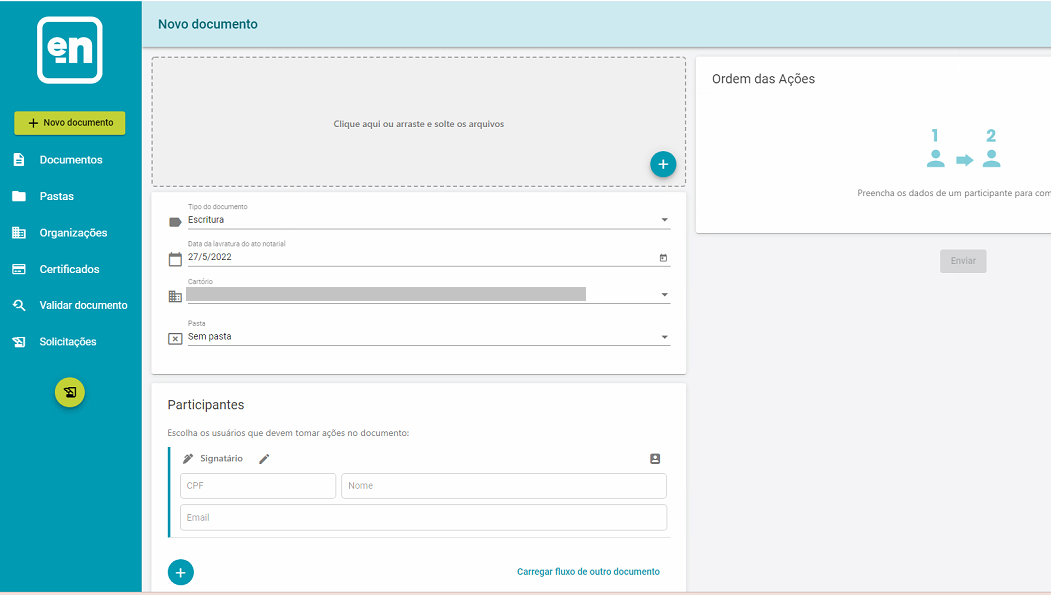 en
Novo documento
Novo documento
Documentos
Pastas
Organizações
Certificados
Validar documento
Solicitações
Clique aqui ou arraste e solte os arquivos
Tipo do documento
Escritura
Data da lavratura do ato notarial
27/5/2022
Cartório
Pasta
Sem pasta
Participantes
Escolha os usuários que devem tomar ações no documento:
Signatário
CPF
Nome
Email
Carregar fluxo de outro documento
Ordem das Ações
1 2
Preencha os dados de um participante para com
Enviar